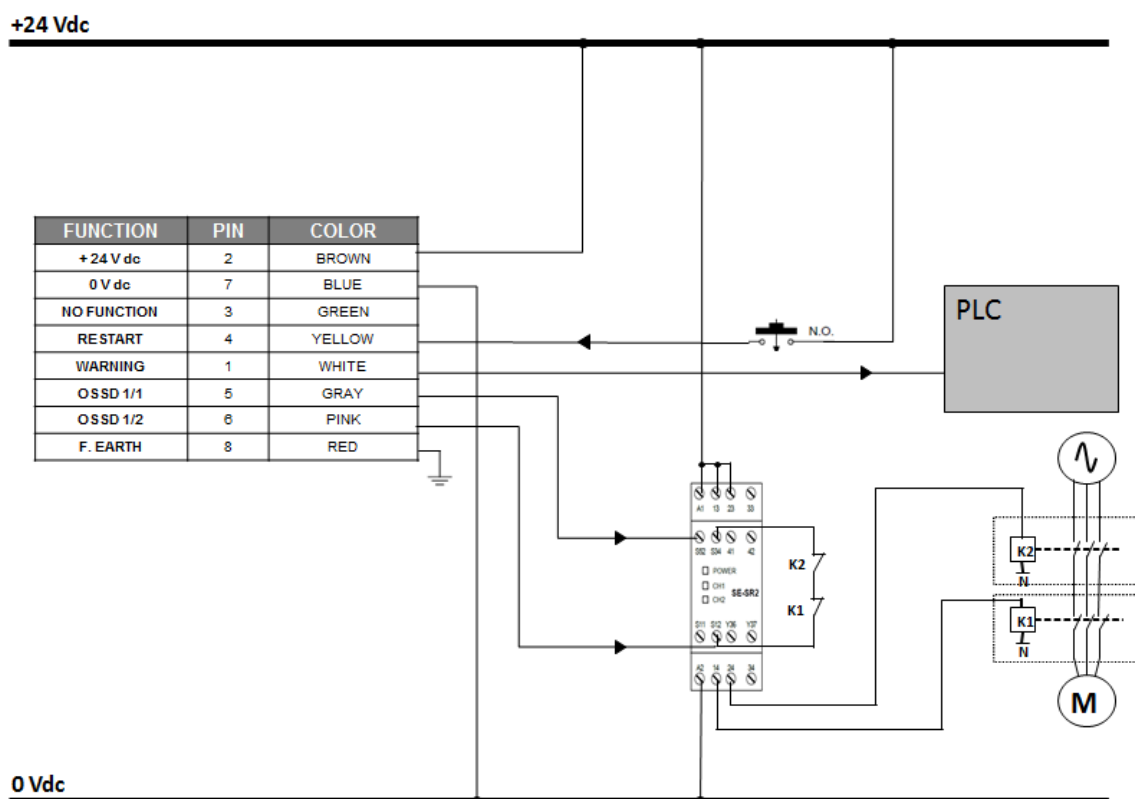 +24 Vdc
FUNCTION PIN COLOR
+ 24 V dc 2 BROWN
0 V dc 7 BLUE
NO FUNCTION 3 GREEN
RESTART 4 YELLOW
WARNING 1 WHITE
OSSD 1/1 5 GRAY
OSSD 1/2 6 PINK
F. EARTH 8 RED
N.O.
PLC
A1 13 23 33
S52 S34 41 42
POWER
CH1
CH2
SE-SR2
S11 S12 Y36 Y37
A2 14 24 34
K2
K1
K2
N
K1
N
M
0 Vdc